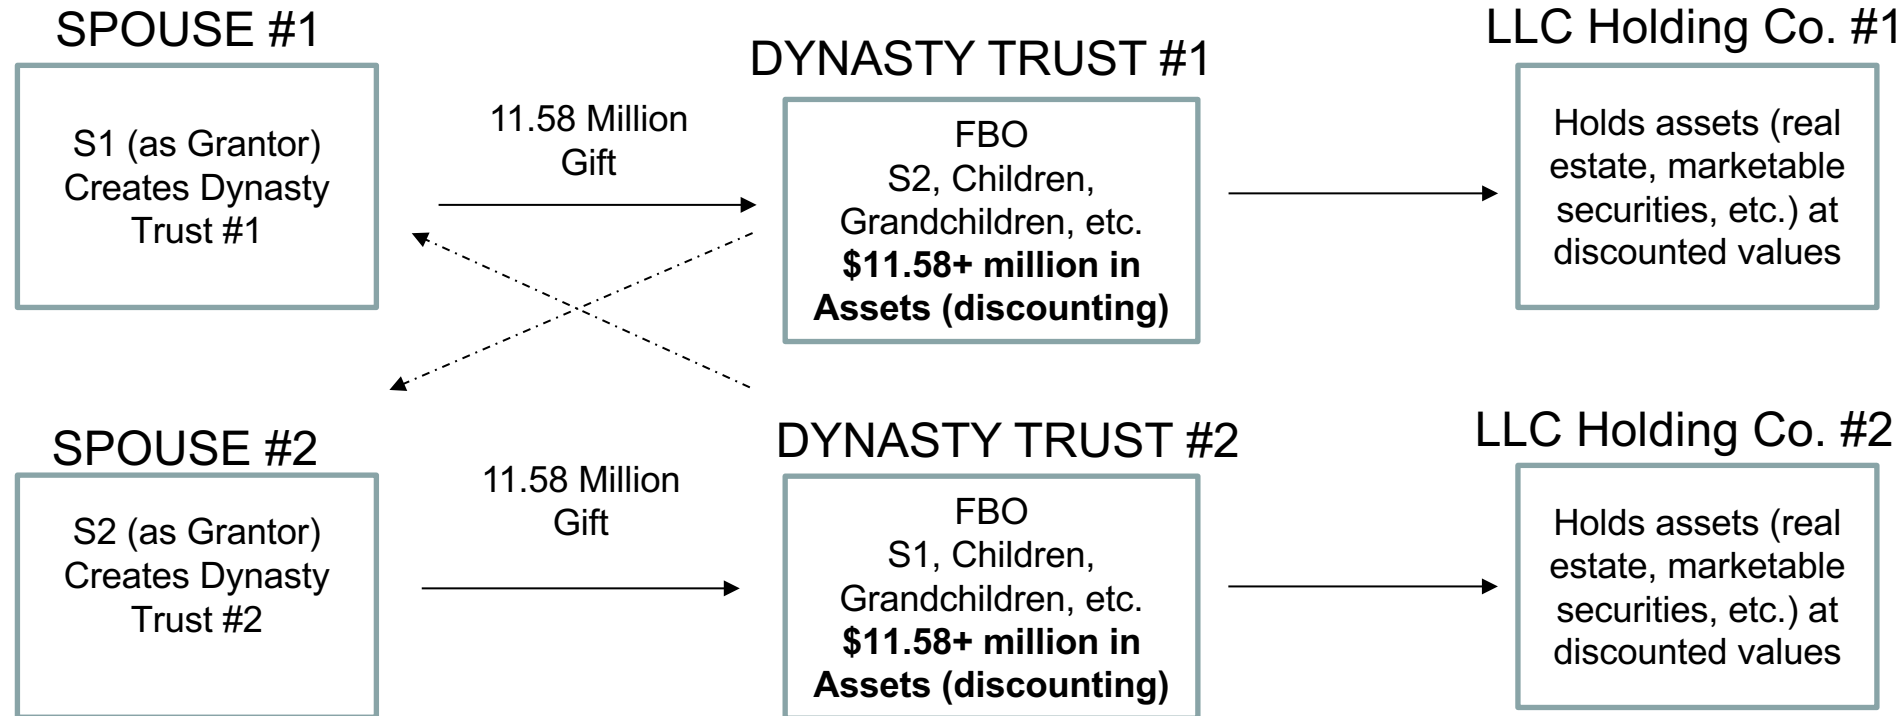 SPOUSE #1
S1 (as Grantor)
Creates Dynasty
Trust #1
11.58 Million
Gift
DYNASTY TRUST #1
FBO
S2, Children,
Grandchildren, etc.
$11.58+ million in
Assets (discounting)
LLC Holding Co. #1
Holds assets (real
estate, marketable
securities, etc.) at
discounted values
SPOUSE #2
S2 (as Grantor)
Creates Dynasty
Trust #2
11.58 Million
Gift
DYNASTY TRUST #2
FBO
S1, Children,
Grandchildren, etc.
$11.58+ million in
Assets (discounting)
LLC Holding Co. #2
Holds assets (real
estate, marketable
securities, etc.) at
discounted values